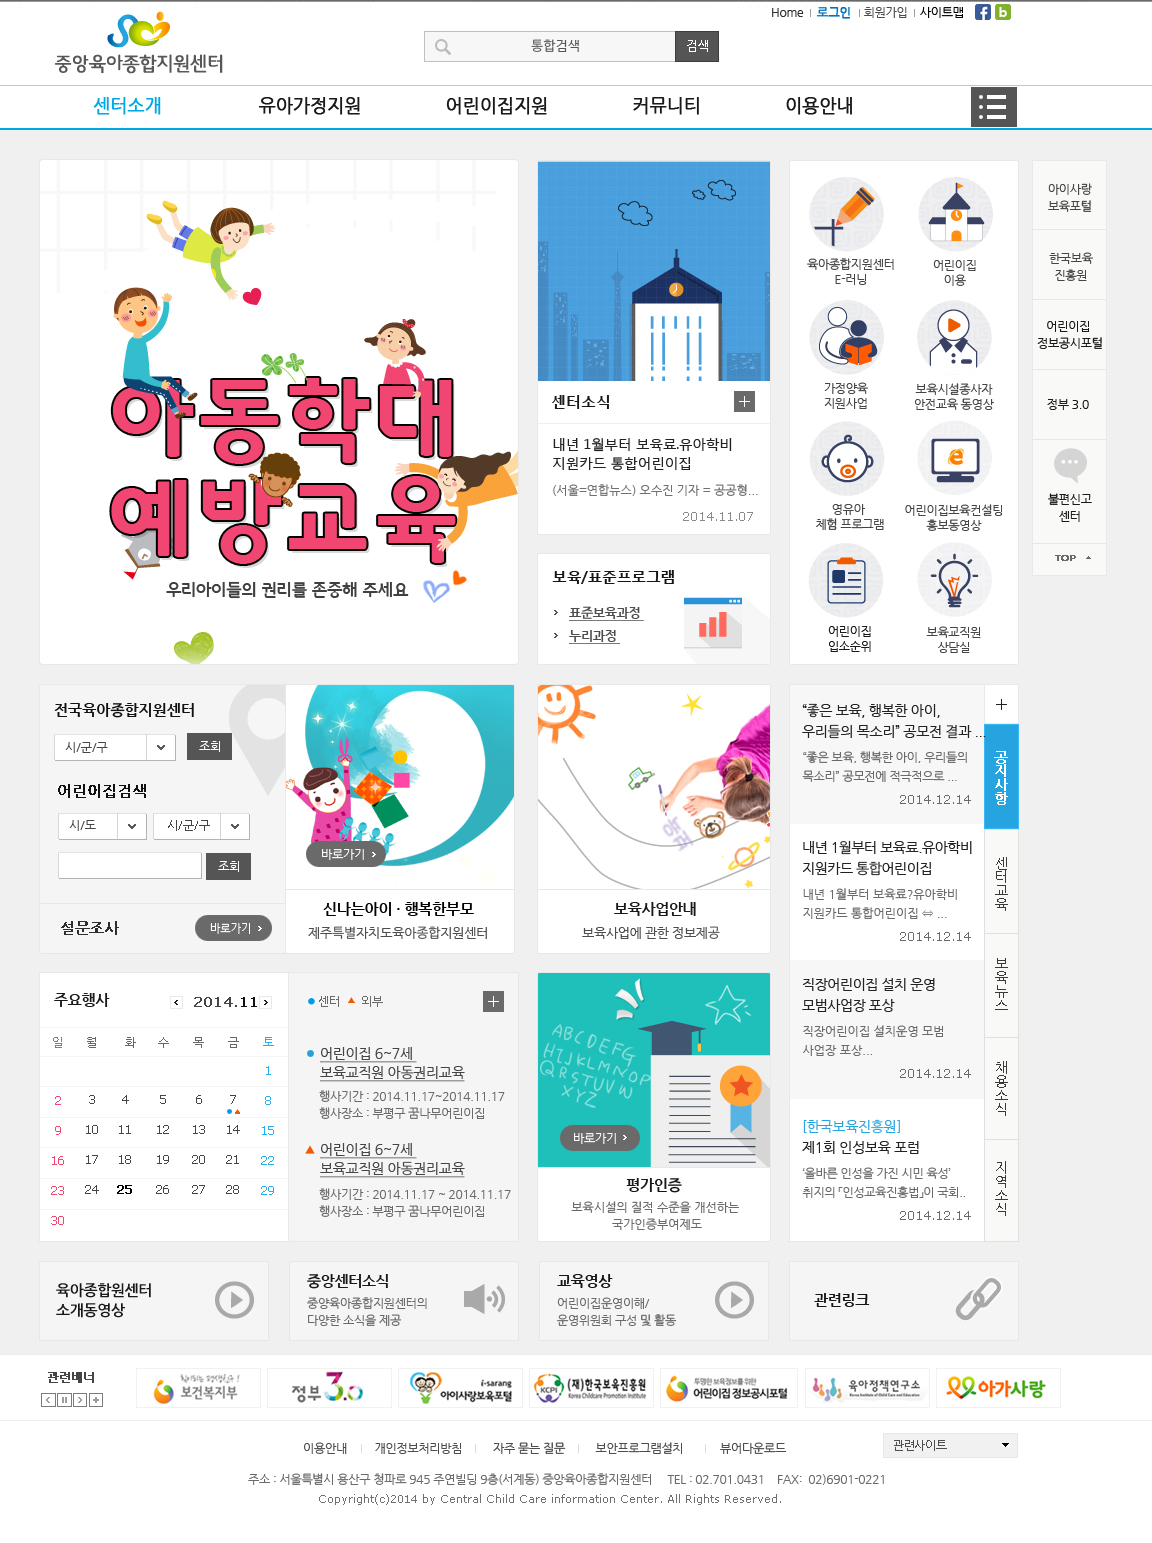 Home 로그인 회원가입 사이트맵
중앙육아종합지원센터
통합검색 검색
센터소개 유아가정지원 어린이집지원 커뮤니티 이용안내
아동학대
예방교육
우리아이들의 권리를 존중해 주세요
센터소식
내년 1월부터 보육료.유아학비
지원카드 통합어린이집
(서울=연합뉴스) 오수진 기자 = 공공형...
2014.11.07
보육/표준프로그램
표준보육과정
누리과정
육아종합지원센터
E-러닝
어린이집
이용
가정양육
지원사업
보육시설종사자
안전교육 동영상
영유아
체험 프로그램
어린이집보육컨설팅
홍보동영상
어린이집
입소순위
보육교직원
상담실
아이사랑
보육포털
한국보육
진흥원
어린이집
정보공시포털
정부 3.0
불편신고
센터
TOP
전국육아종합지원센터
시/군/구 조회
어린이집검색
시/도 시/군/구
조회
설문조사 바로가기
바로가기
신나는아이 · 행복한부모
제주특별자치도육아종합지원센터
보육사업안내
보육사업에 관한 정보제공
“좋은 보육, 행복한 아이,
우리들의 목소리” 공모전 결과 ...
“좋은 보육, 행복한 아이, 우리들의
목소리” 공모전에 적극적으로 ...
2014.12.14
내년 1월부터 보육료.유아학비
지원카드 통합어린이집
내년 1월부터 보육료?유아학비
지원카드 통합어린이집 ⇔ ...
2014.12.14
직장어린이집 설치 운영
모범사업장 포상
직장어린이집 설치운영 모범
사업장 포상...
2014.12.14
[한국보육진흥원]
제1회 인성보육 포럼
‘올바른 인성을 가진 시민 육성’
취지의 「인성교육진흥법」이 국회..
2014.12.14
공지사항
센터교육
보육뉴스
채용소식
지역소식
주요행사 2014.11
일 월 화 수 목 금 토
1
2 3 4 5 6 7 8
9 10 11 12 13 14 15
16 17 18 19 20 21 22
23 24 25 26 27 28 29
30
센터 외부
어린이집 6~7세
보육교직원 아동권리교육
행사기간 : 2014.11.17~2014.11.17
행사장소 : 부평구 꿈나무어린이집
어린이집 6~7세
보육교직원 아동권리교육
행사기간 : 2014.11.17 ~ 2014.11.17
행사장소 : 부평구 꿈나무어린이집
ABCDEFG
HIJKLMNOP
QRSTUVW
XYZ
바로가기
평가인증
보육시설의 질적 수준을 개선하는
국가인증부여제도
육아종합원센터
소개동영상
중앙센터소식
중앙육아종합지원센터의
다양한 소식을 제공
교육영상
어린이집운영이해/
운영위원회 구성 및 활동
관련링크
관련배너
보건복지부
정부3.0
i-sarang
아이사랑보육포털
KCPI (재)한국보육진흥원
Korea Childcare Promotion Institute
투명한 보육정보를 위한
어린이집 정보공시포털
육아정책연구소
Korea Institute of Child Care and Education
아가사랑
이용안내 개인정보처리방침 자주 묻는 질문 보안프로그램설치 뷰어다운로드
관련사이트
주소 : 서울특별시 용산구 청파로 945 주연빌딩 9층(서계동) 중앙육아종합지원센터 TEL : 02.701.0431 FAX: 02)6901-0221
Copyright(c)2014 by Central Child Care information Center. All Rights Reserved.